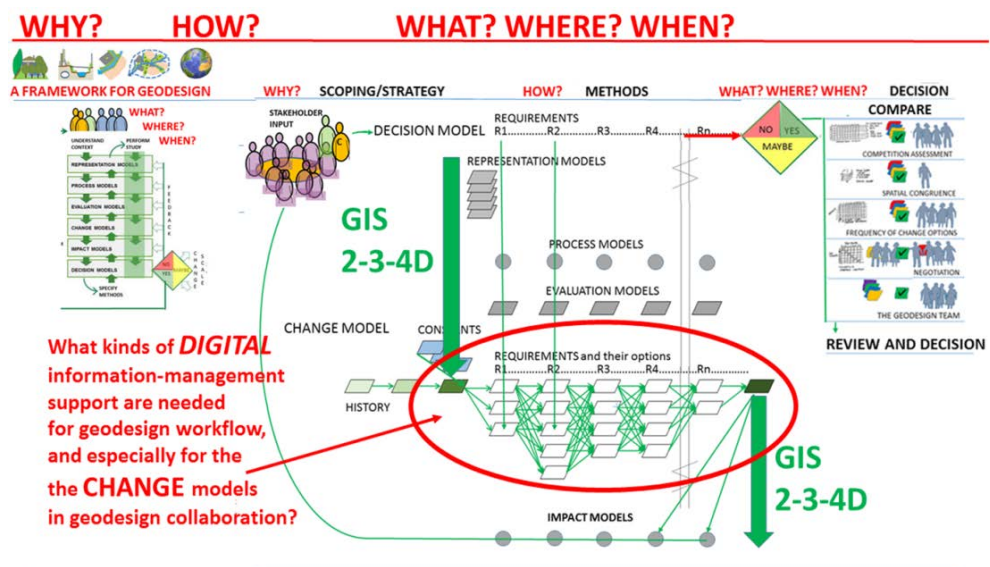 WHY? HOW? WHAT? WHERE? WHEN?
A FRAMEWORK FOR GEODESIGN
WHAT?
WHERE?
WHEN?
UNDERSTAND CONTEXT
PERFORM STUDY
REPRESENTATION MODELS
PROCESS MODELS
EVALUATION MODELS
CHANGE MODELS
IMPACT MODELS
DECISION MODELS
SPECIFY METHODS
FEEDBACK
NO
YES
MAYBE
CHANGE
SCALE
WHY? SCOPING/STRATEGY
HOW? METHODS
WHAT? WHERE? WHEN? DECISION
STAKEHOLDER
INPUT
C
DECISION MODEL
REQUIREMENTS
R1 R2 R3 R4 Rn
NO YES
MAYBE
REPRESENTATION MODELS
GIS
2-3-4D
PROCESS MODELS
EVALUATION MODELS
CHANGE MODEL
HISTORY
REQUIREMENTS and their options
R1 R2 R3 R4 Rn
GIS
2-3-4D
IMPACT MODELS
COMPARE
COMPETITION ASSESSMENT
SPATIAL CONGRUENCE
FREQUENCY OF CHANGE OPTIONS
NEGOTIATION
THE GEODESIGN TEAM
REVIEW AND DECISION
What kinds of DIGITAL
information-management
support are needed
for geodesign workflow,
and especially for the
the CHANGE models
in geodesign collaboration?